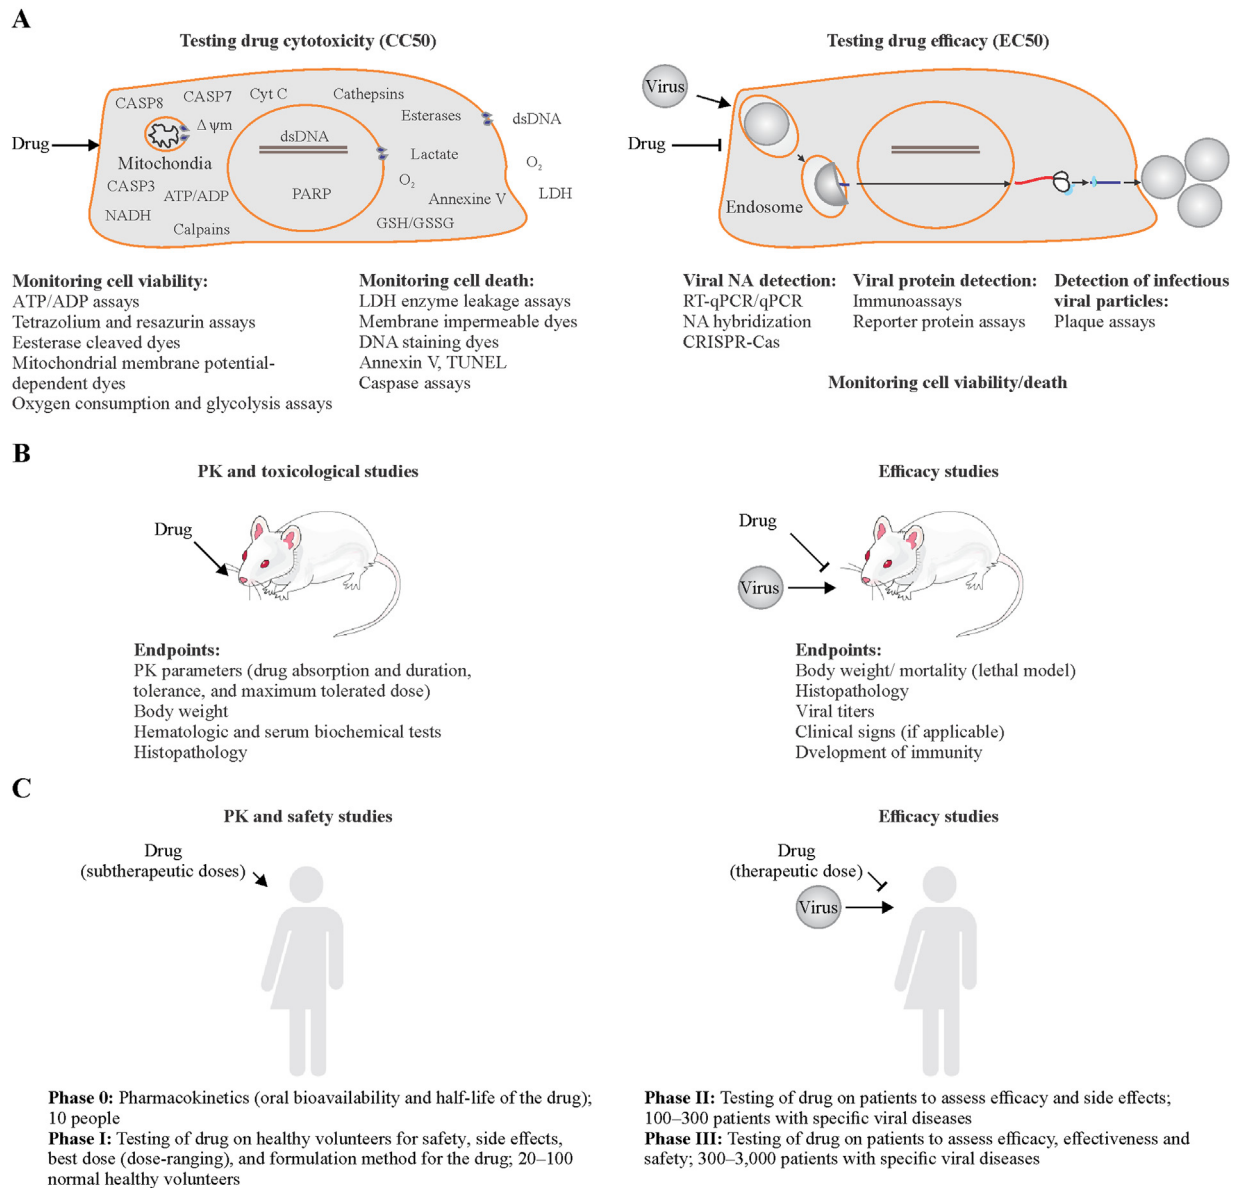 A
Testing drug cytotoxicity (CC50)
CASP8
CASP7
Cyt C
Cathepsins
Esterases
dsDNA
Δ ψm
dsDNA
Drug
Mitochondia
Lactate
O₂
O₂
CASP3
ATP/ADP
PARP
Annexine V
LDH
NADH
Calpains
GSH/GSSG
Monitoring cell viability:
ATP/ADP assays
Tetrazolium and resazurin assays
Eesterase cleaved dyes
Mitochondrial membrane potential-
dependent dyes
Oxygen consumption and glycolysis assays
Monitoring cell death:
LDH enzyme leakage assays
Membrane impermeable dyes
DNA staining dyes
Annexin V, TUNEL
Caspase assays
Testing drug efficacy (EC50)
Virus
Drug
Endosome
Viral NA detection:
RT-qPCR/qPCR
NA hybridization
CRISPR-Cas
Viral protein detection:
Immunoassays
Reporter protein assays
Detection of infectious
viral particles:
Plaque assays
Monitoring cell viability/death
B
PK and toxicological studies
Drug
Endpoints:
PK parameters (drug absorption and duration,
tolerance, and maximum tolerated dose)
Body weight
Hematologic and serum biochemical tests
Histopathology
Efficacy studies
Drug
Virus
Endpoints:
Body weight/ mortality (lethal model)
Histopathology
Viral titers
Clinical signs (if applicable)
Dvelopment of immunity
C
PK and safety studies
Drug
(subtherapeutic doses)
Phase 0: Pharmacokinetics (oral bioavailability and half-life of the drug);
10 people
Phase I: Testing of drug on healthy volunteers for safety, side effects,
best dose (dose-ranging), and formulation method for the drug; 20–100
normal healthy volunteers
Efficacy studies
Drug
(therapeutic dose)
Virus
Phase II: Testing of drug on patients to assess efficacy and side effects;
100–300 patients with specific viral diseases
Phase III: Testing of drug on patients to assess efficacy, effectiveness and
safety; 300–3,000 patients with specific viral diseases